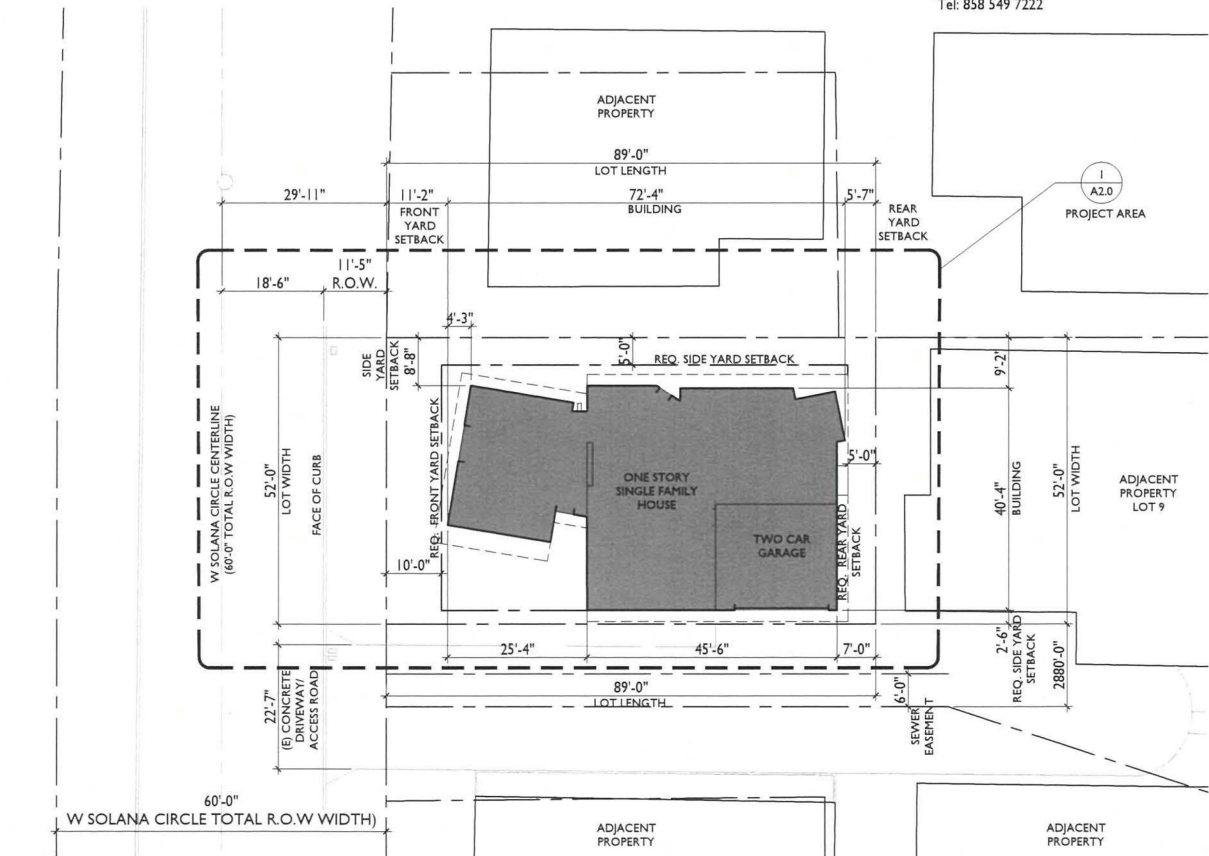 Tel: 858 549 7222
ADJACENT
PROPERTY
89'-0"
LOT LENGTH
29'-11"
11'-2"
FRONT
YARD
SETBACK
72'-4"
BUILDING
5'-7"
REAR
YARD
SETBACK
1
A2.0
PROJECT AREA
18'-6"
11'-5"
R.O.W.
4'-3"
SIDE
YARD
SETBACK
8'-8"
5'-0"
REQ. SIDE YARD SETBACK
9'-2"
W SOLANA CIRCLE CENTERLINE
(60'-0" TOTAL R.O.W WIDTH)
52'-0"
LOT WIDTH
FACE OF CURB
REQ. FRONT YARD SETBACK
10'-0"
ONE STORY
SINGLE FAMILY
HOUSE
TWO CAR
GARAGE
5'-0"
REQ. REAR YARD
SETBACK
40'-4"
BUILDING
52'-0"
LOT WIDTH
ADJACENT
PROPERTY
LOT 9
25'-4"
45'-6"
7'-0"
2'-6"
REQ. SIDE YARD
SETBACK
2880'-0"
89'-0"
LOT LENGTH
6'-0"
SEWER
EASEMENT
22'-7"
(E) CONCRETE
DRIVEWAY/
ACCESS ROAD
60'-0"
W SOLANA CIRCLE TOTAL R.O.W WIDTH)
ADJACENT
PROPERTY
ADJACENT
PROPERTY